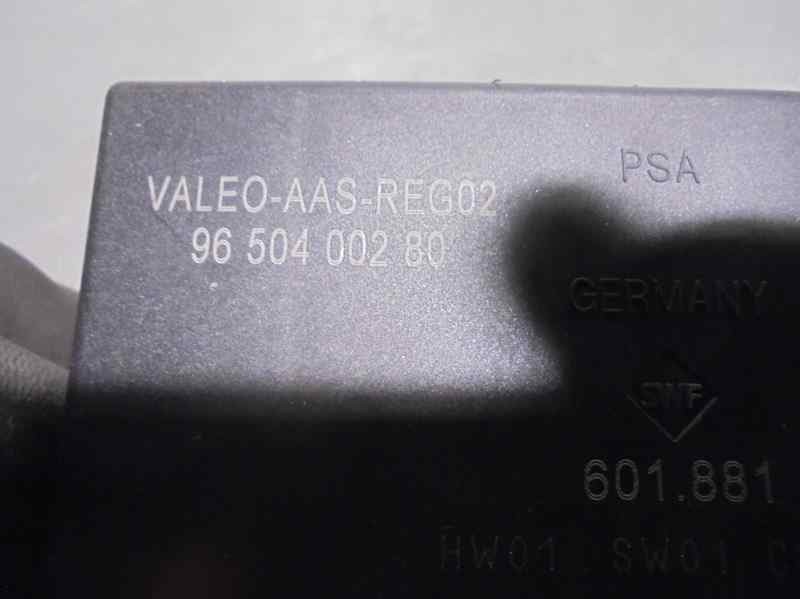 PSA
VALEO-AAS-REG02
96 504 002 80
GERMANY
SWF
601.881
HW01 SW01